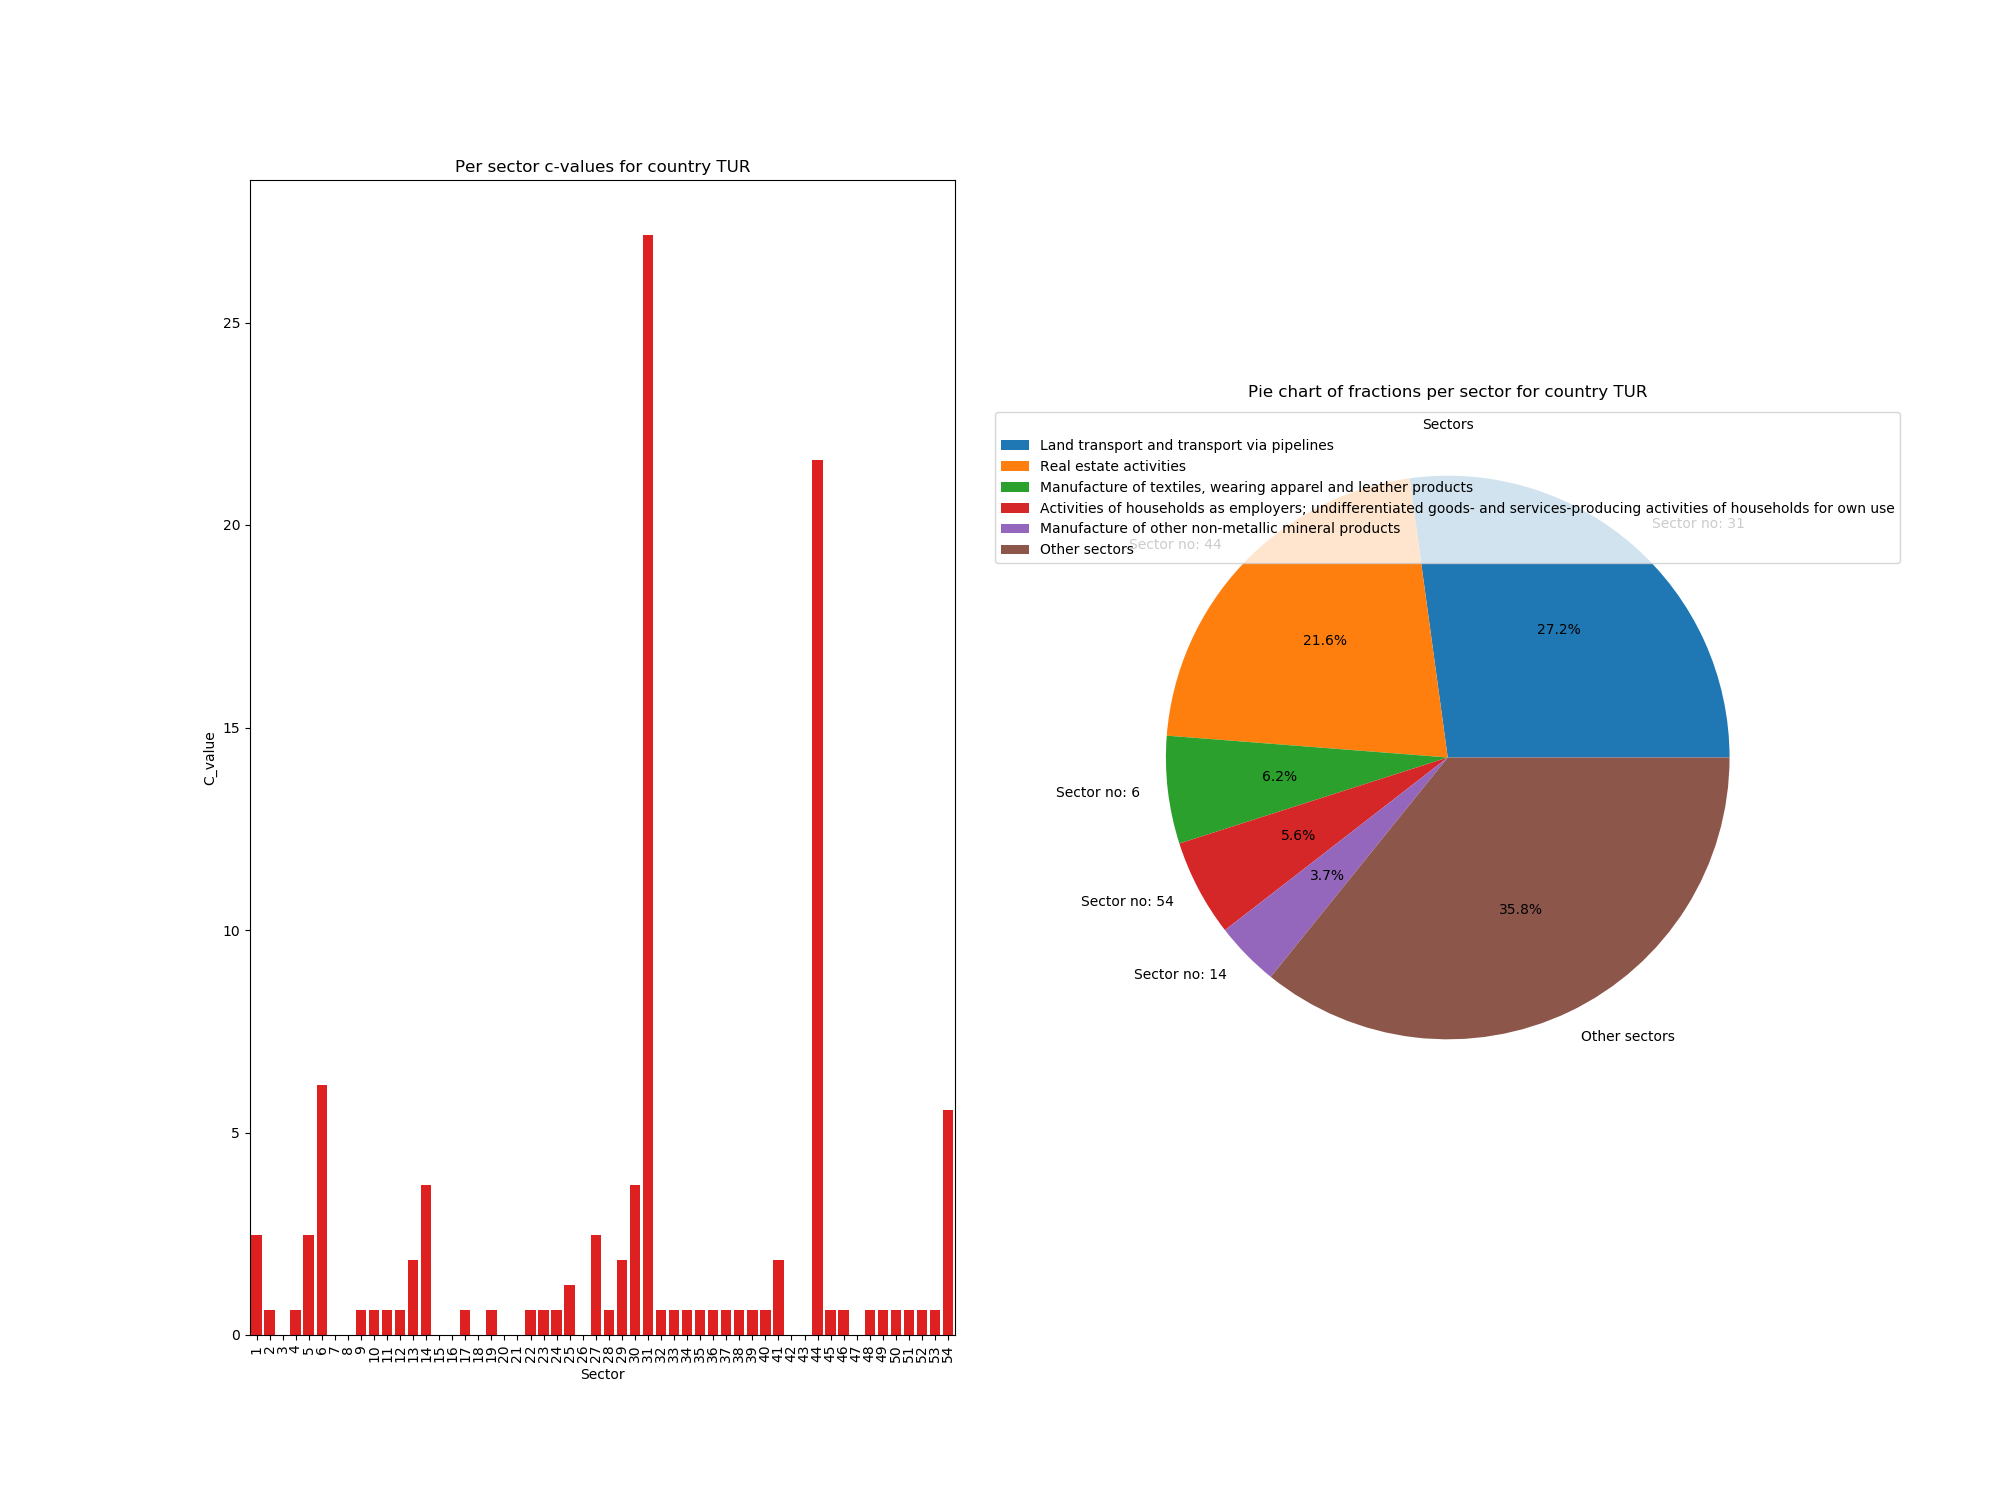 Per sector c-values for country TUR
25
20
15
10
5
0
C_value
1 2 3 4 5 6 7 8 9 10 11 12 13 14 15 16 17 18 19 20 21 22 23 24 25 26 27 28 29 30 31 32 33 34 35 36 37 38 39 40 41 42 43 44 45 46 47 48 49 50 51 52 53 54
Sector
Pie chart of fractions per sector for country TUR
Sectors
Land transport and transport via pipelines
Real estate activities
Manufacture of textiles, wearing apparel and leather products
Activities of households as employers; undifferentiated goods- and services-producing activities of households for own use
Manufacture of other non-metallic mineral products
Other sectors
Sector no: 31
Sector no: 44
27.2%
21.6%
6.2%
Sector no: 6
5.6%
Sector no: 54
3.7%
Sector no: 14
35.8%
Other sectors